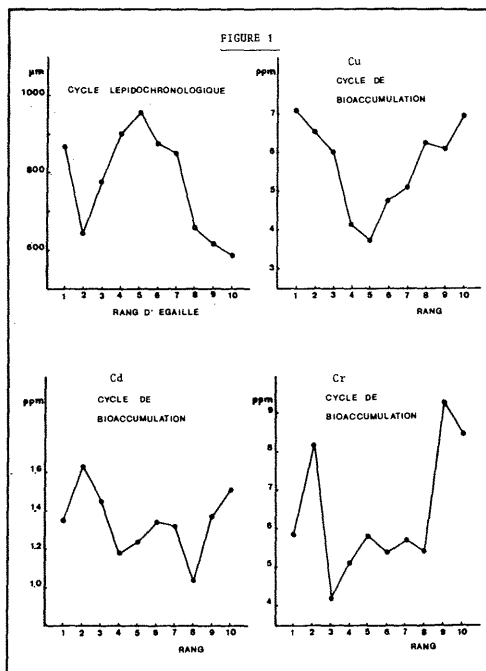 FIGURE 1
µm
CYCLE LEPIDOCHRONOLOGIQUE
1000
800
600
1 2 3 4 5 6 7 8 9 10
RANG D' EGAILLE
Cu
ppm
CYCLE DE
BIOACCUMULATION
7
6
5
4
3
1 2 3 4 5 6 7 8 9 10
RANG
Cd
ppm
CYCLE DE
BIOACCUMULATION
1,6
1,4
1,2
1,0
1 2 3 4 5 6 7 8 9 10
RANG
Cr
ppm
CYCLE DE
BIOACCUMULATION
9
8
7
6
5
4
1 2 3 4 5 6 7 8 9 10
RANG